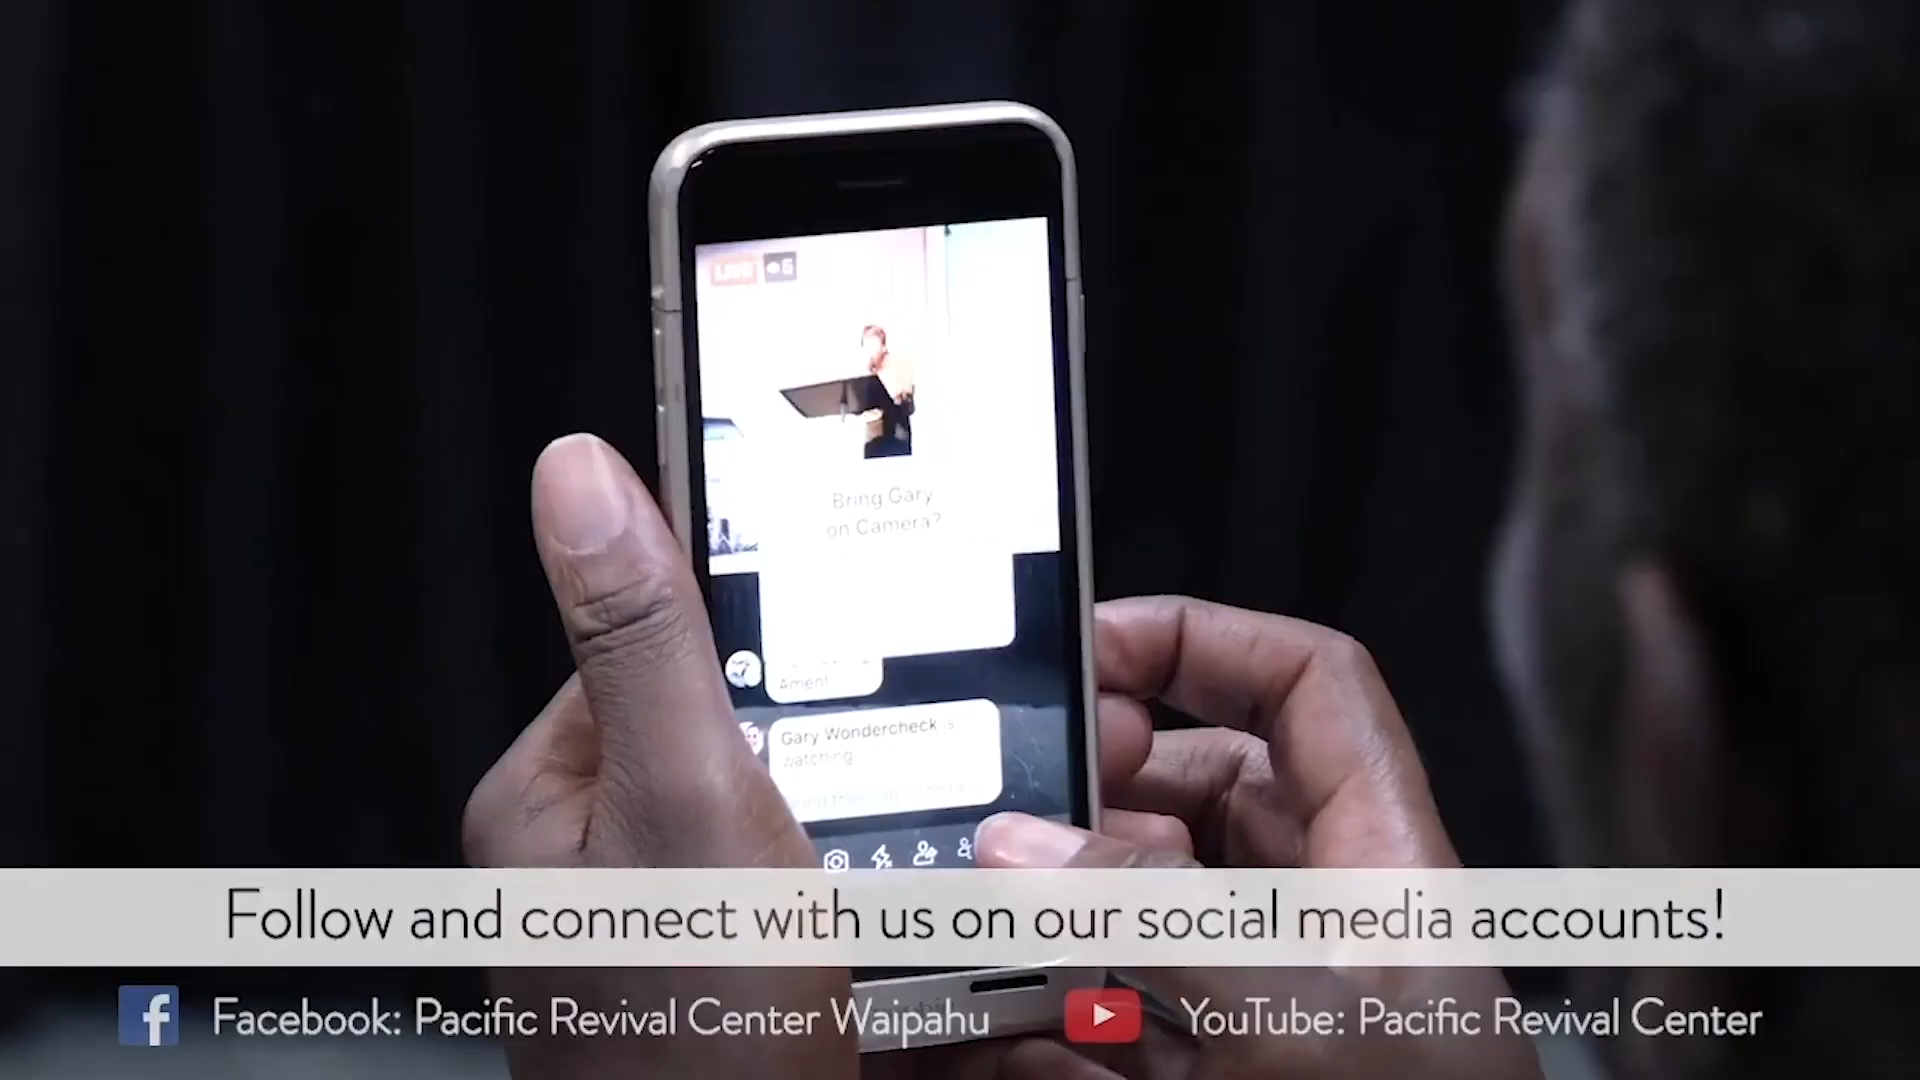 LIVE 6
Bring Gary
on Camera?
Amen!
Gary Wondercheck is
watching
Follow and connect with us on our social media accounts!
Facebook: Pacific Revival Center Waipahu
YouTube: Pacific Revival Center